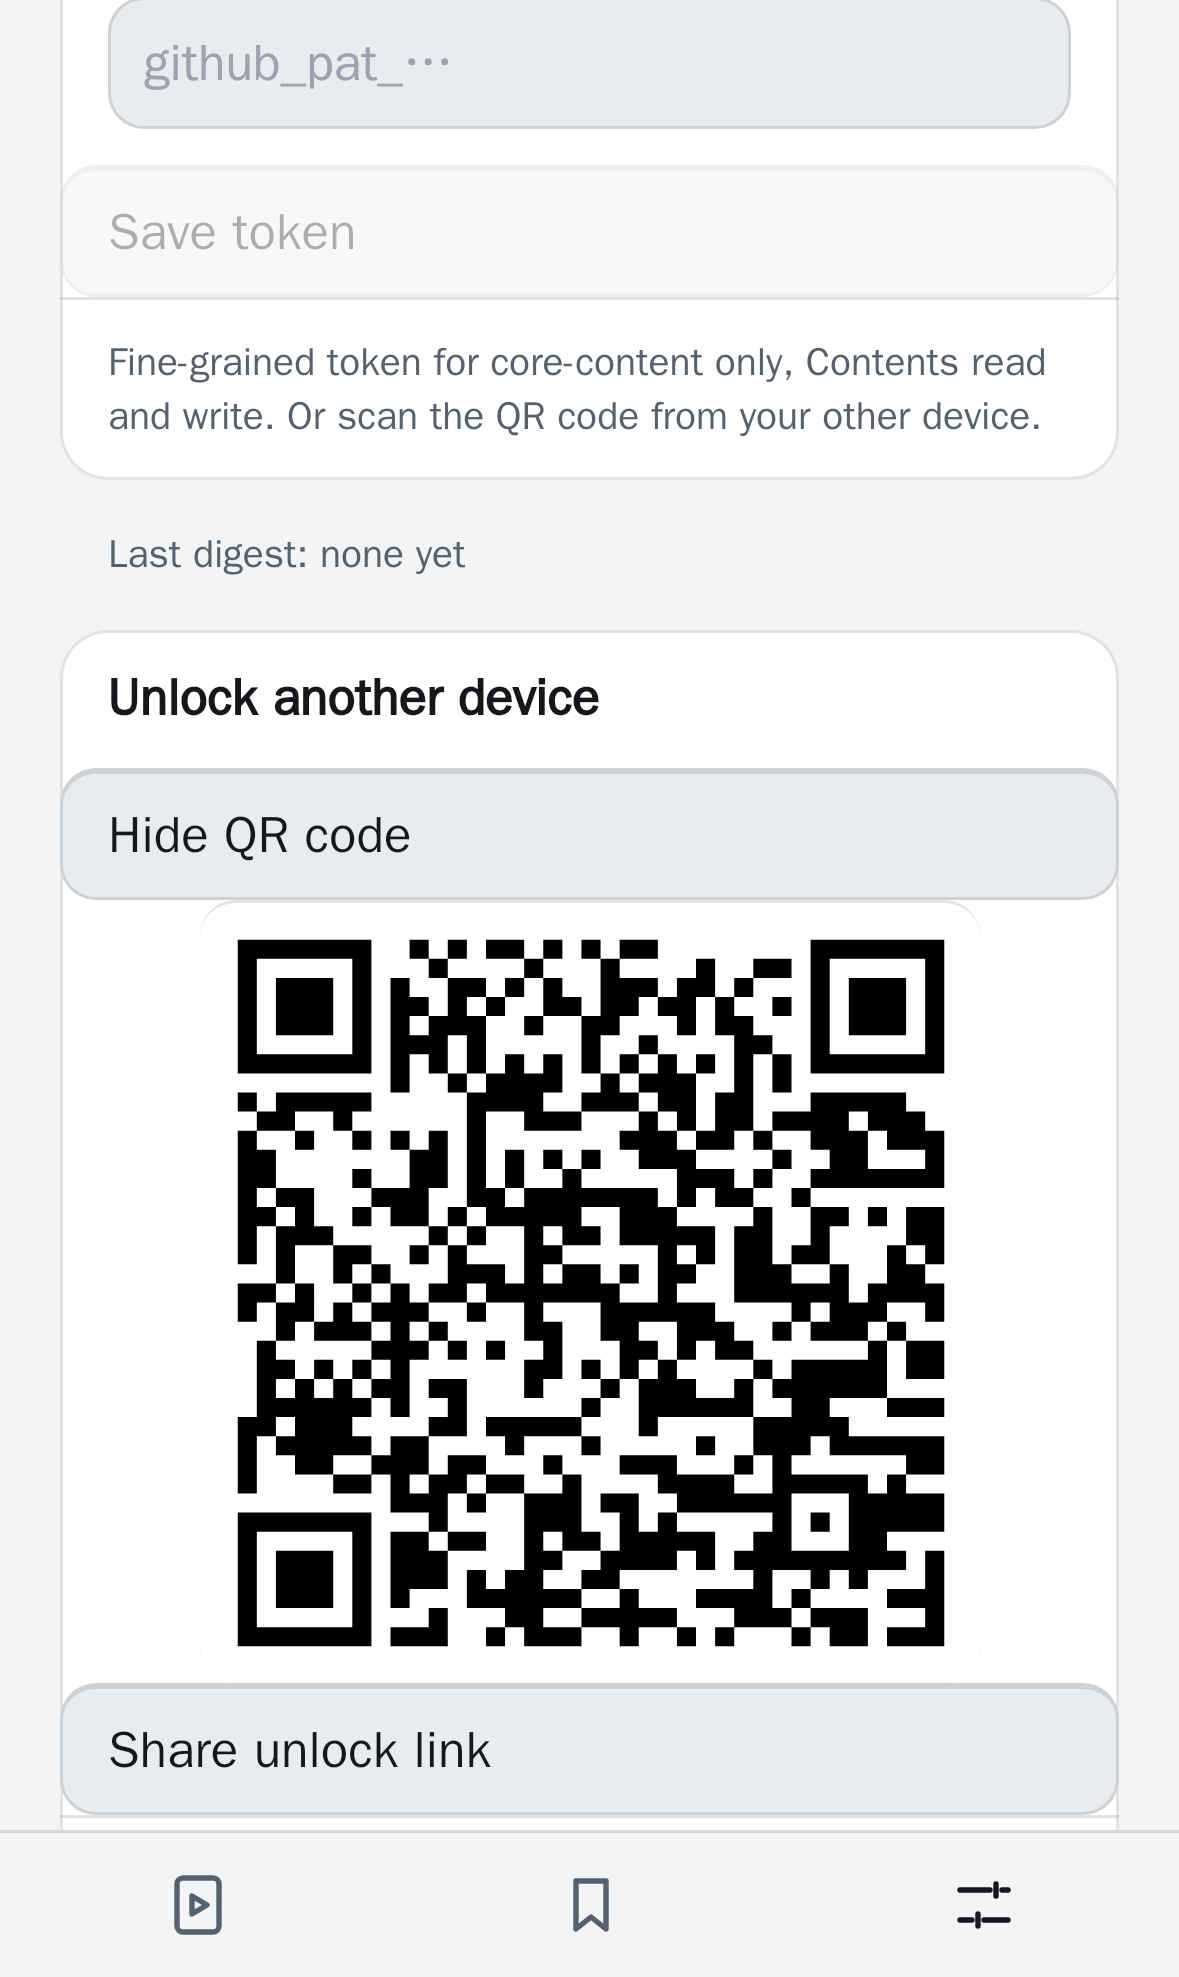 github_pat_…
Save token
Fine-grained token for core-content only, Contents read
and write. Or scan the QR code from your other device.
Last digest: none yet
Unlock another device
Hide QR code
Share unlock link